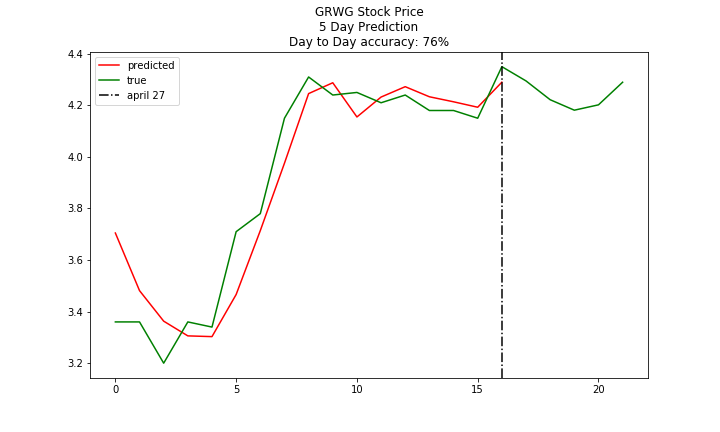 GRWG Stock Price
5 Day Prediction
Day to Day accuracy: 76%
predicted
true
april 27
4.4
4.2
4.0
3.8
3.6
3.4
3.2
0
5
10
15
20